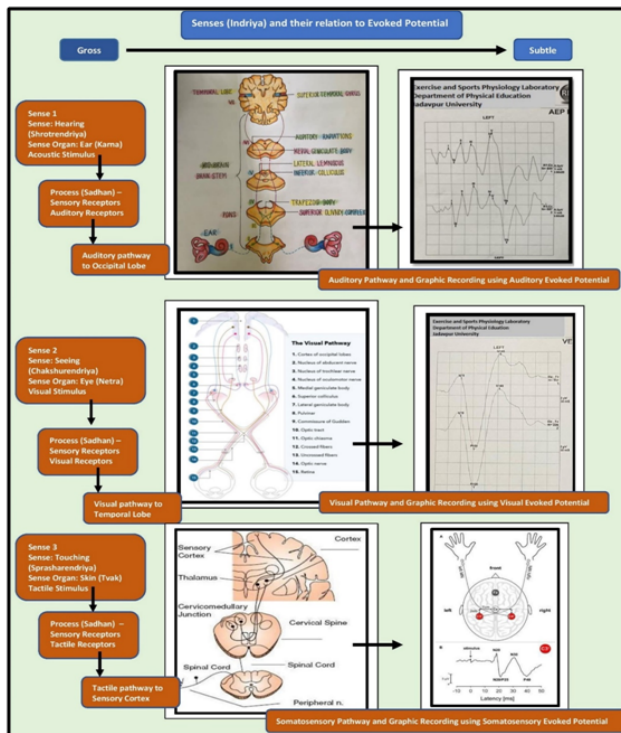 Senses (Indriya) and their relation to Evoked Potential
Gross
Subtle
Sense 1
Sense: Hearing
(Shrotrendriya)
Sense Organ: Ear (Karna)
Acoustic Stimulus
Process (Sadhan) –
Sensory Receptors
Auditory Receptors
Auditory pathway
to Occipital Lobe
TEMPORAL LOBE
SUPERIOR TEMPORAL GYRUS
AUDITORY RADIATIONS
MEDIAL GENICULATE BODY
LATERAL LEMNISCUS
INFERIOR COLLICULUS
BRAIN STEM
TRAPEZOID BODY
PONS
SUPERIOR OLIVARY COMPLEX
EAR
Exercise and Sports Physiology Laboratory
Department of Physical Education
Jadavpur University
AEP
LEFT
Auditory Pathway and Graphic Recording using Auditory Evoked Potential
Sense 2
Sense: Seeing
(Chakshurendriya)
Sense Organ: Eye (Netra)
Visual Stimulus
Process (Sadhan) –
Sensory Receptors
Visual Receptors
Visual pathway to
Temporal Lobe
The Visual Pathway
1. Cortex of occipital lobes
2. Nucleus of abducent nerve
3. Nucleus of trochlear nerve
4. Nucleus of oculomotor nerve
5. Medial geniculate body
6. Superior colliculus
7. Lateral geniculate body
8. Pulvinar
9. Commissure of Gudden
10. Optic tract
11. Optic chiasma
12. Crossed fibers
13. Uncrossed fibers
14. Optic nerve
15. Retina
Exercise and Sports Physiology Laboratory
Department of Physical Eduation
Jadavpur University
VE
LEFT
Visual Pathway and Graphic Recording using Visual Evoked Potential
Sense 3
Sense: Touching
(Sprasharendriya)
Sense Organ: Skin (Tvak)
Tactile Stimulus
Process (Sadhan) –
Sensory Receptors
Tactile Receptors
Tactile pathway to
Sensory Cortex
Sensory
Cortex
Cortex
Thalamus
Cervicomedullary
Junction
Cervical Spine
Spinal Cord
Spinal Cord
Peripheral n.
A
front
left
right
B
stimulus
-10 0 10 20 30 40 50
Latency [ms]
Somatosensory Pathway and Graphic Recording using Somatosensory Evoked Potential